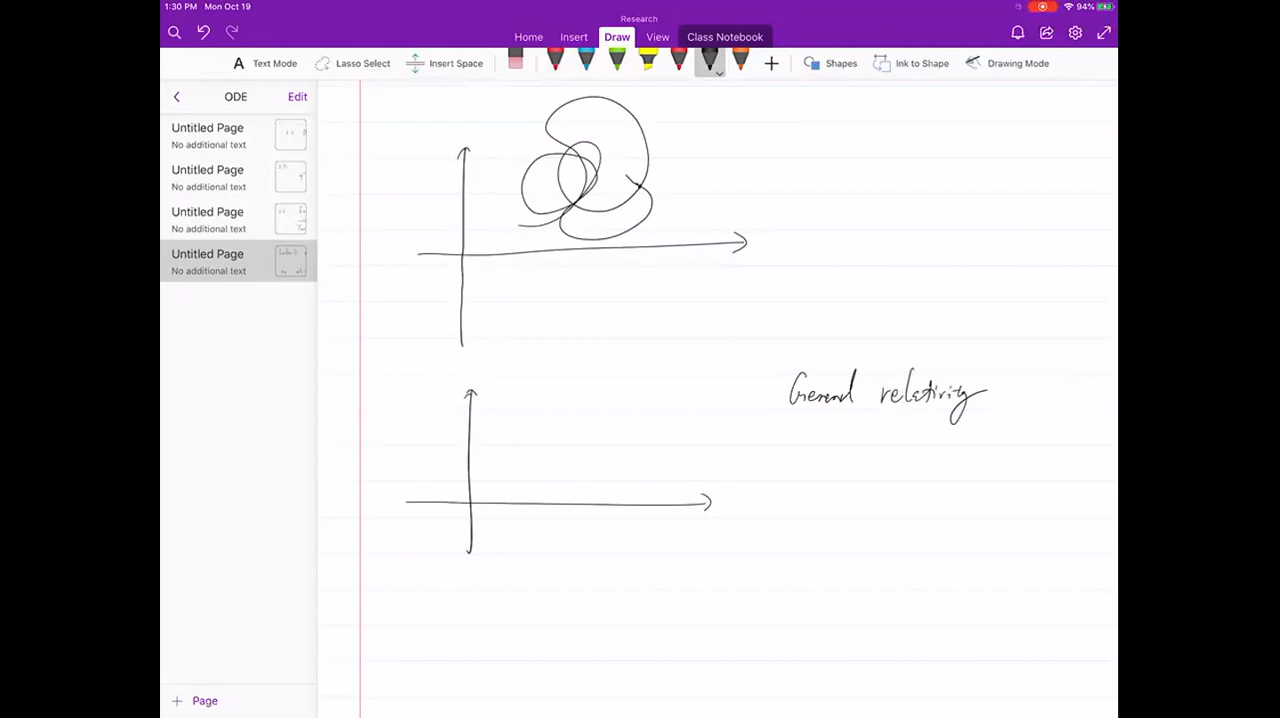 1:30 PM Mon Oct 19
94%
Research
Home Insert Draw View Class Notebook
A Text Mode Lasso Select Insert Space Shapes Ink to Shape Drawing Mode
ODE Edit
Untitled Page
No additional text
Untitled Page
No additional text
Untitled Page
No additional text
Untitled Page
No additional text
General relativity
Page